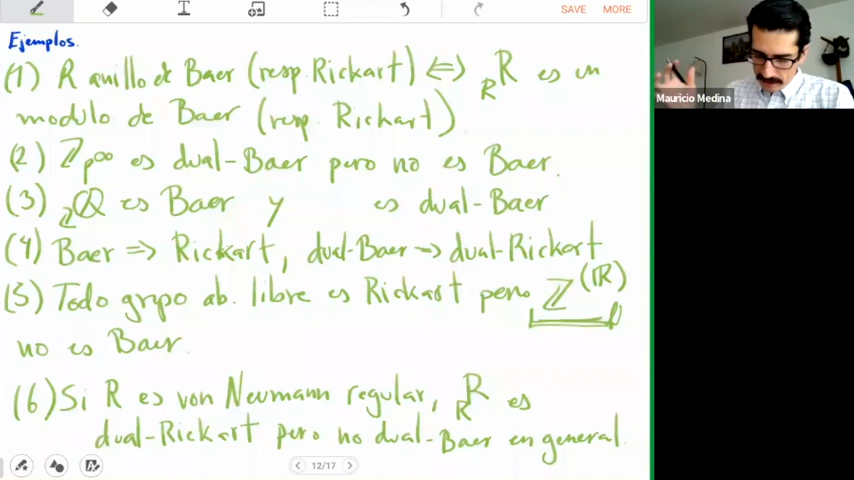 SAVE MORE
Ejemplos.
(1) R anillo de Baer (resp. Rickart) ⟺ _R R es un
modulo de Baer (resp. Rickart)
(2) ℤ_p∞ es dual-Baer pero no es Baer.
(3) _ℤ ℚ es Baer y es dual-Baer
(4) Baer ⇒ Rickart, dual-Baer → dual-Rickart
(5) Todo grupo ab. libre es Rickart pero ℤ^(ℝ)
no es Baer.
(6) Si R es von Neumann regular, _R R es
dual-Rickart pero no dual-Baer en general.
12/17
Mauricio Medina